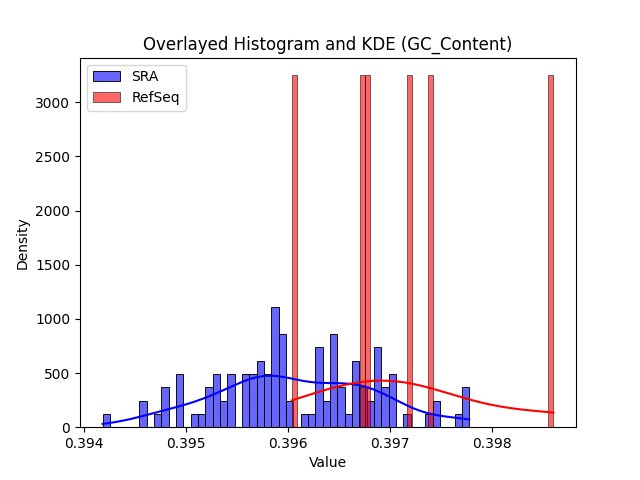 Overlayed Histogram and KDE (GC_Content)
SRA
RefSeq
3000
2500
2000
1500
1000
500
0
Density
0.394 0.395 0.396 0.397 0.398
Value